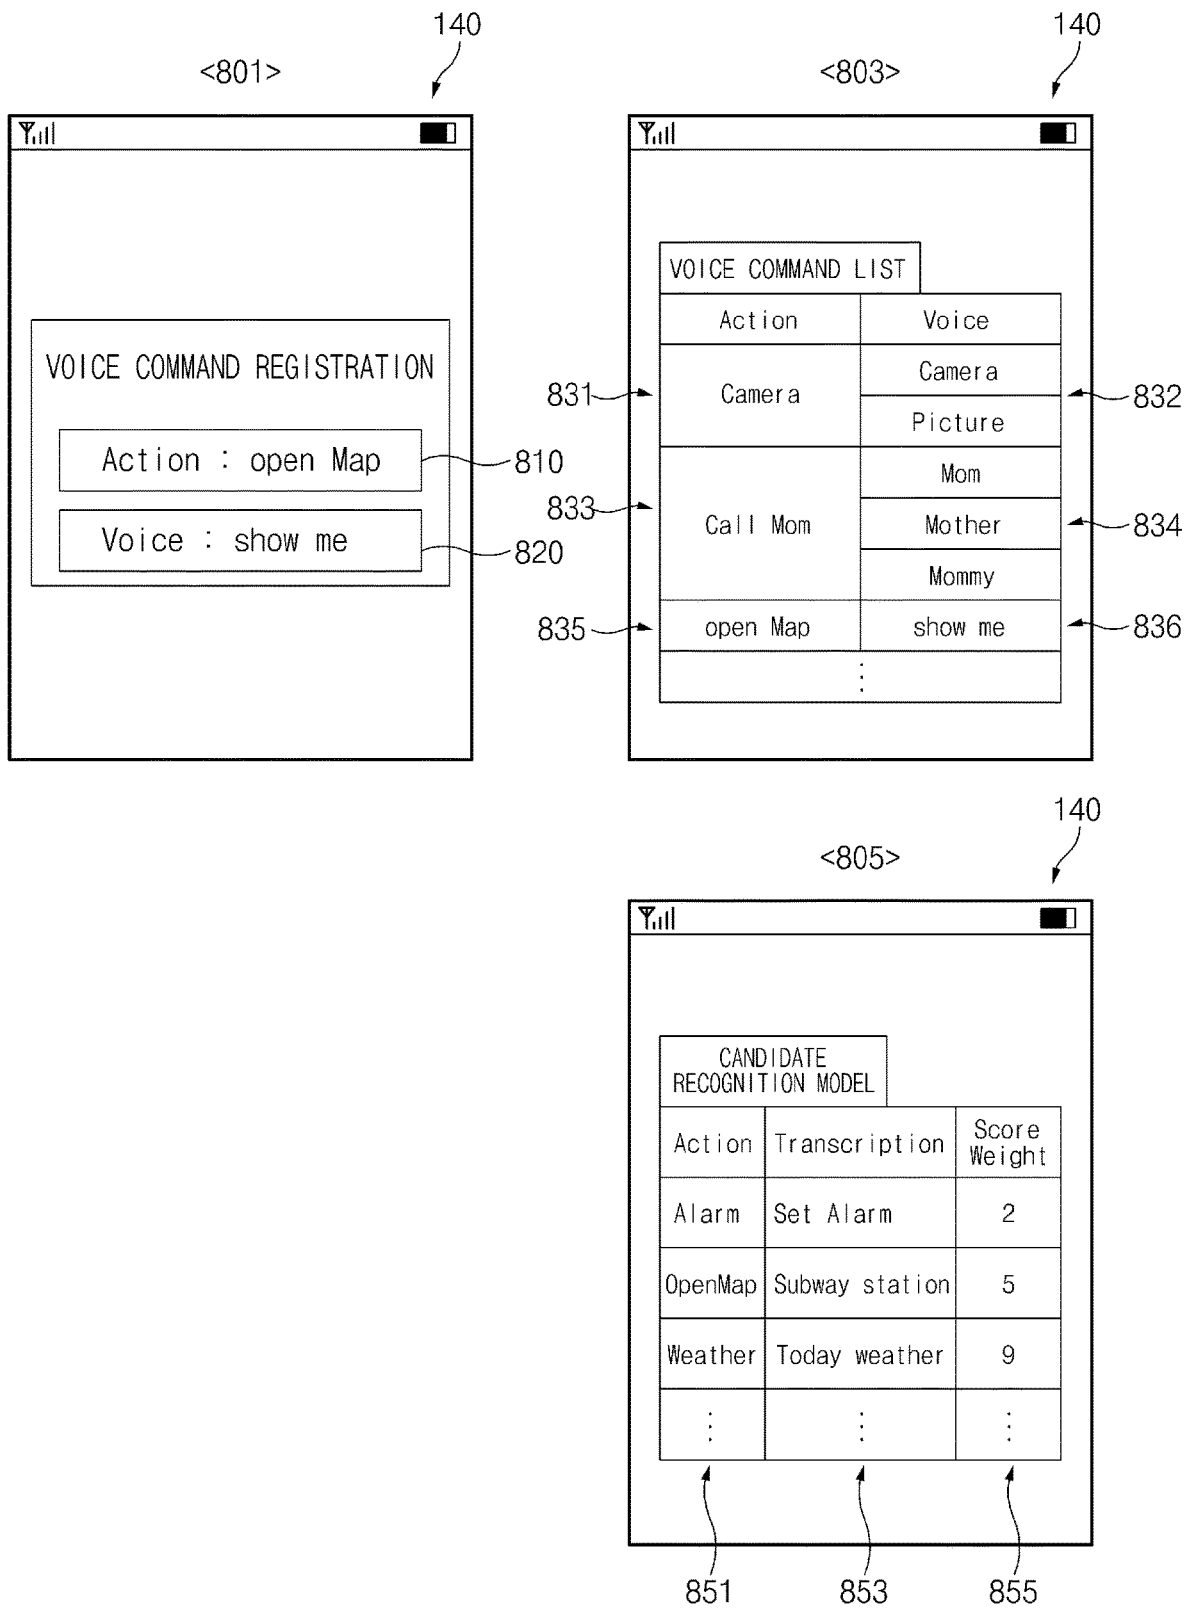 140
<801>
VOICE COMMAND REGISTRATION
Action : open Map
810
Voice : show me
820
140
<803>
VOICE COMMAND LIST
Action Voice
831 Camera Camera 832
Picture
833 Call Mom Mom
Mother 834
Mommy
835 open Map show me 836
⋮
140
<805>
CANDIDATE
RECOGNITION MODEL
Action Transcription Score
Weight
Alarm Set Alarm 2
OpenMap Subway station 5
Weather Today weather 9
⋮ ⋮ ⋮
851 853 855